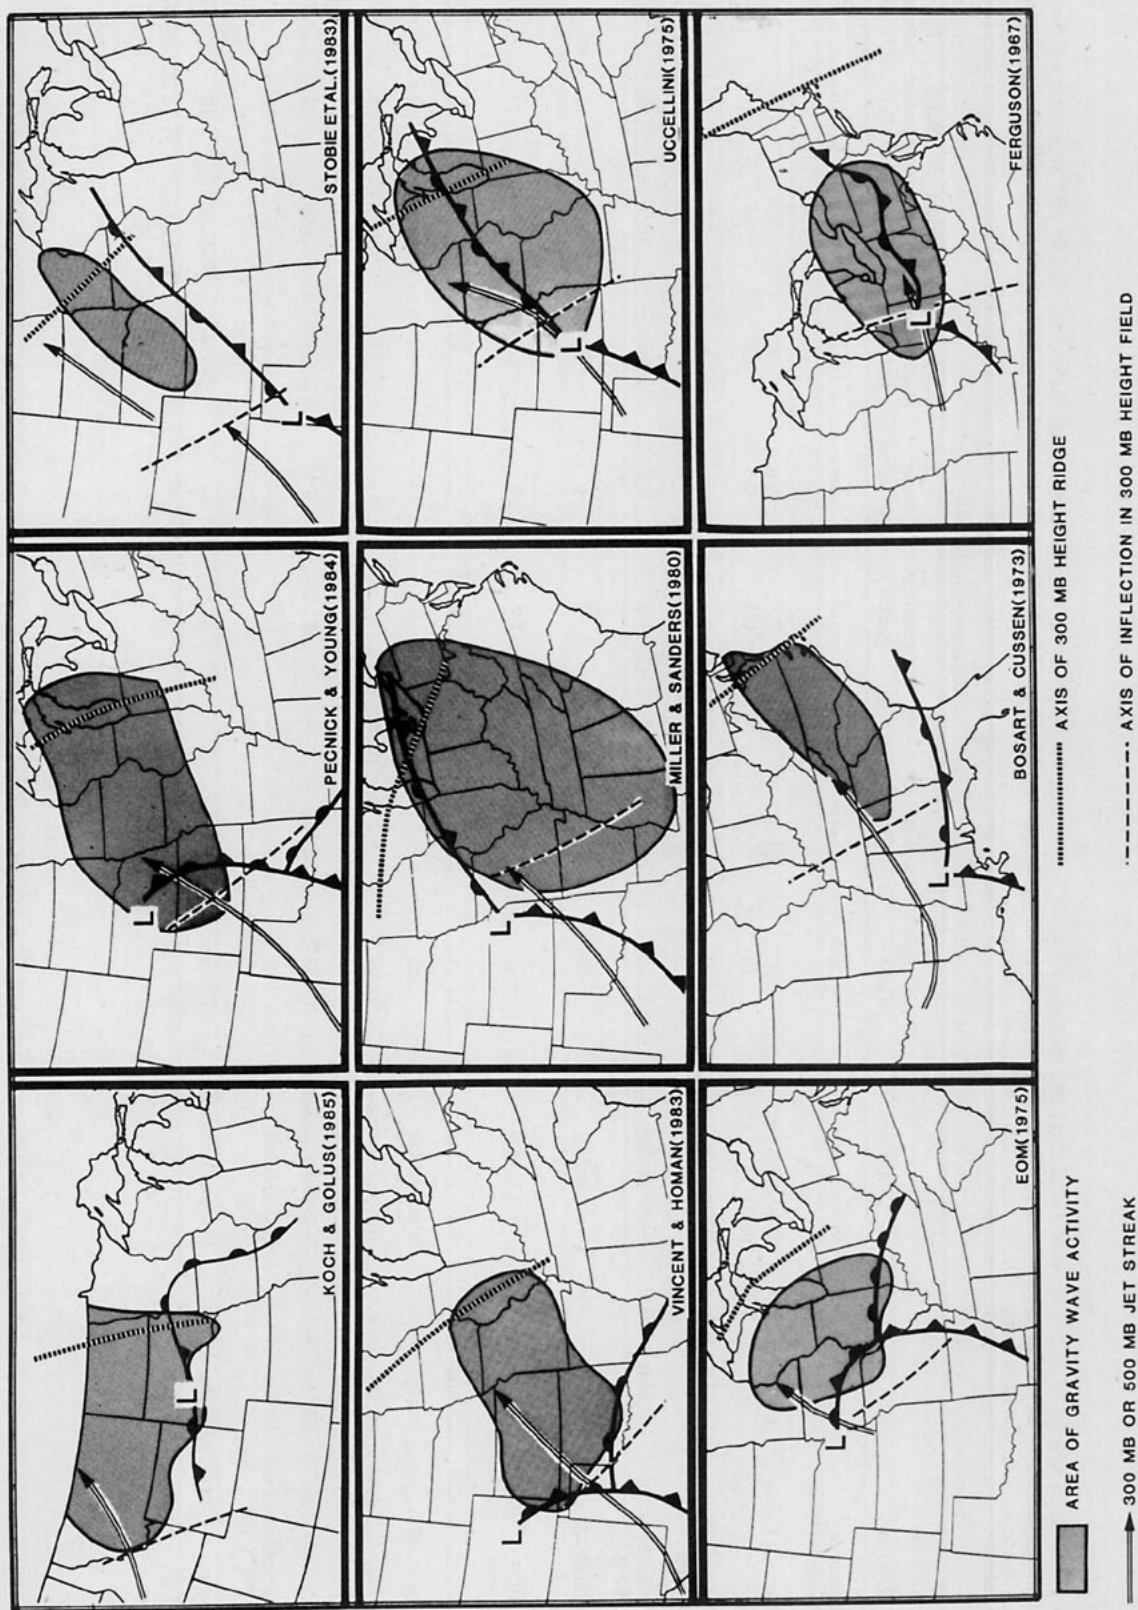 KOCH & GOLUS(1985)
L
PECNICK & YOUNG(1984)
L
STOBIE ET AL.(1983)
L
VINCENT & HOMAN(1983)
L
MILLER & SANDERS(1980)
L
UCCELLINI(1975)
L
EOM(1975)
L
BOSART & CUSSEN(1973)
L
FERGUSON(1967)
L
AREA OF GRAVITY WAVE ACTIVITY
AXIS OF 300 MB HEIGHT RIDGE
300 MB OR 500 MB JET STREAK
AXIS OF INFLECTION IN 300 MB HEIGHT FIELD